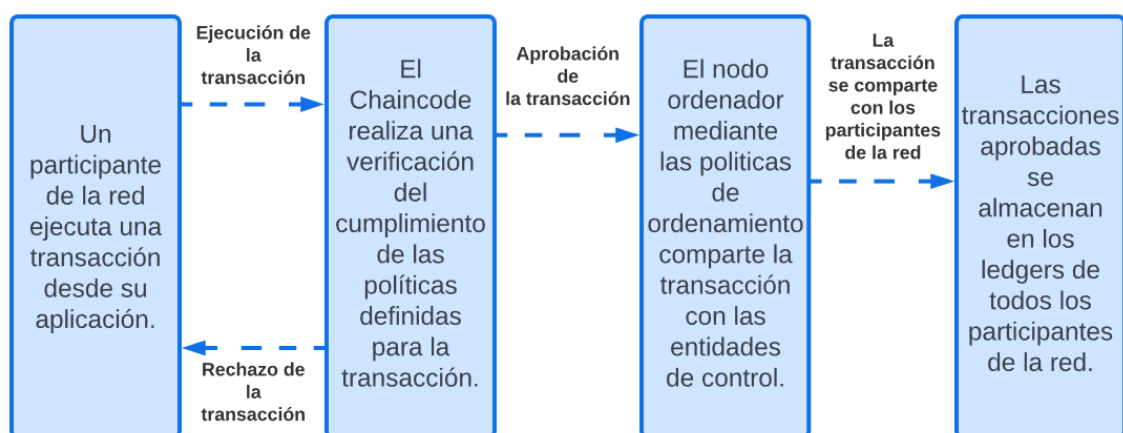 Un
participante
de la red
ejecuta una
transacción
desde su
aplicación.
Ejecución de
la
transacción
Rechazo de
la
transacción
El
Chaincode
realiza una
verificación
del
cumplimiento
de las
políticas
definidas
para la
transacción.
Aprobación
de
la transacción
El nodo
ordenador
mediante
las politicas
de
ordenamiento
comparte la
transacción
con las
entidades
de control.
La
transacción
se comparte
con los
participantes
de la red
Las
transacciones
aprobadas
se
almacenan
en los
ledgers de
todos los
participantes
de la red.